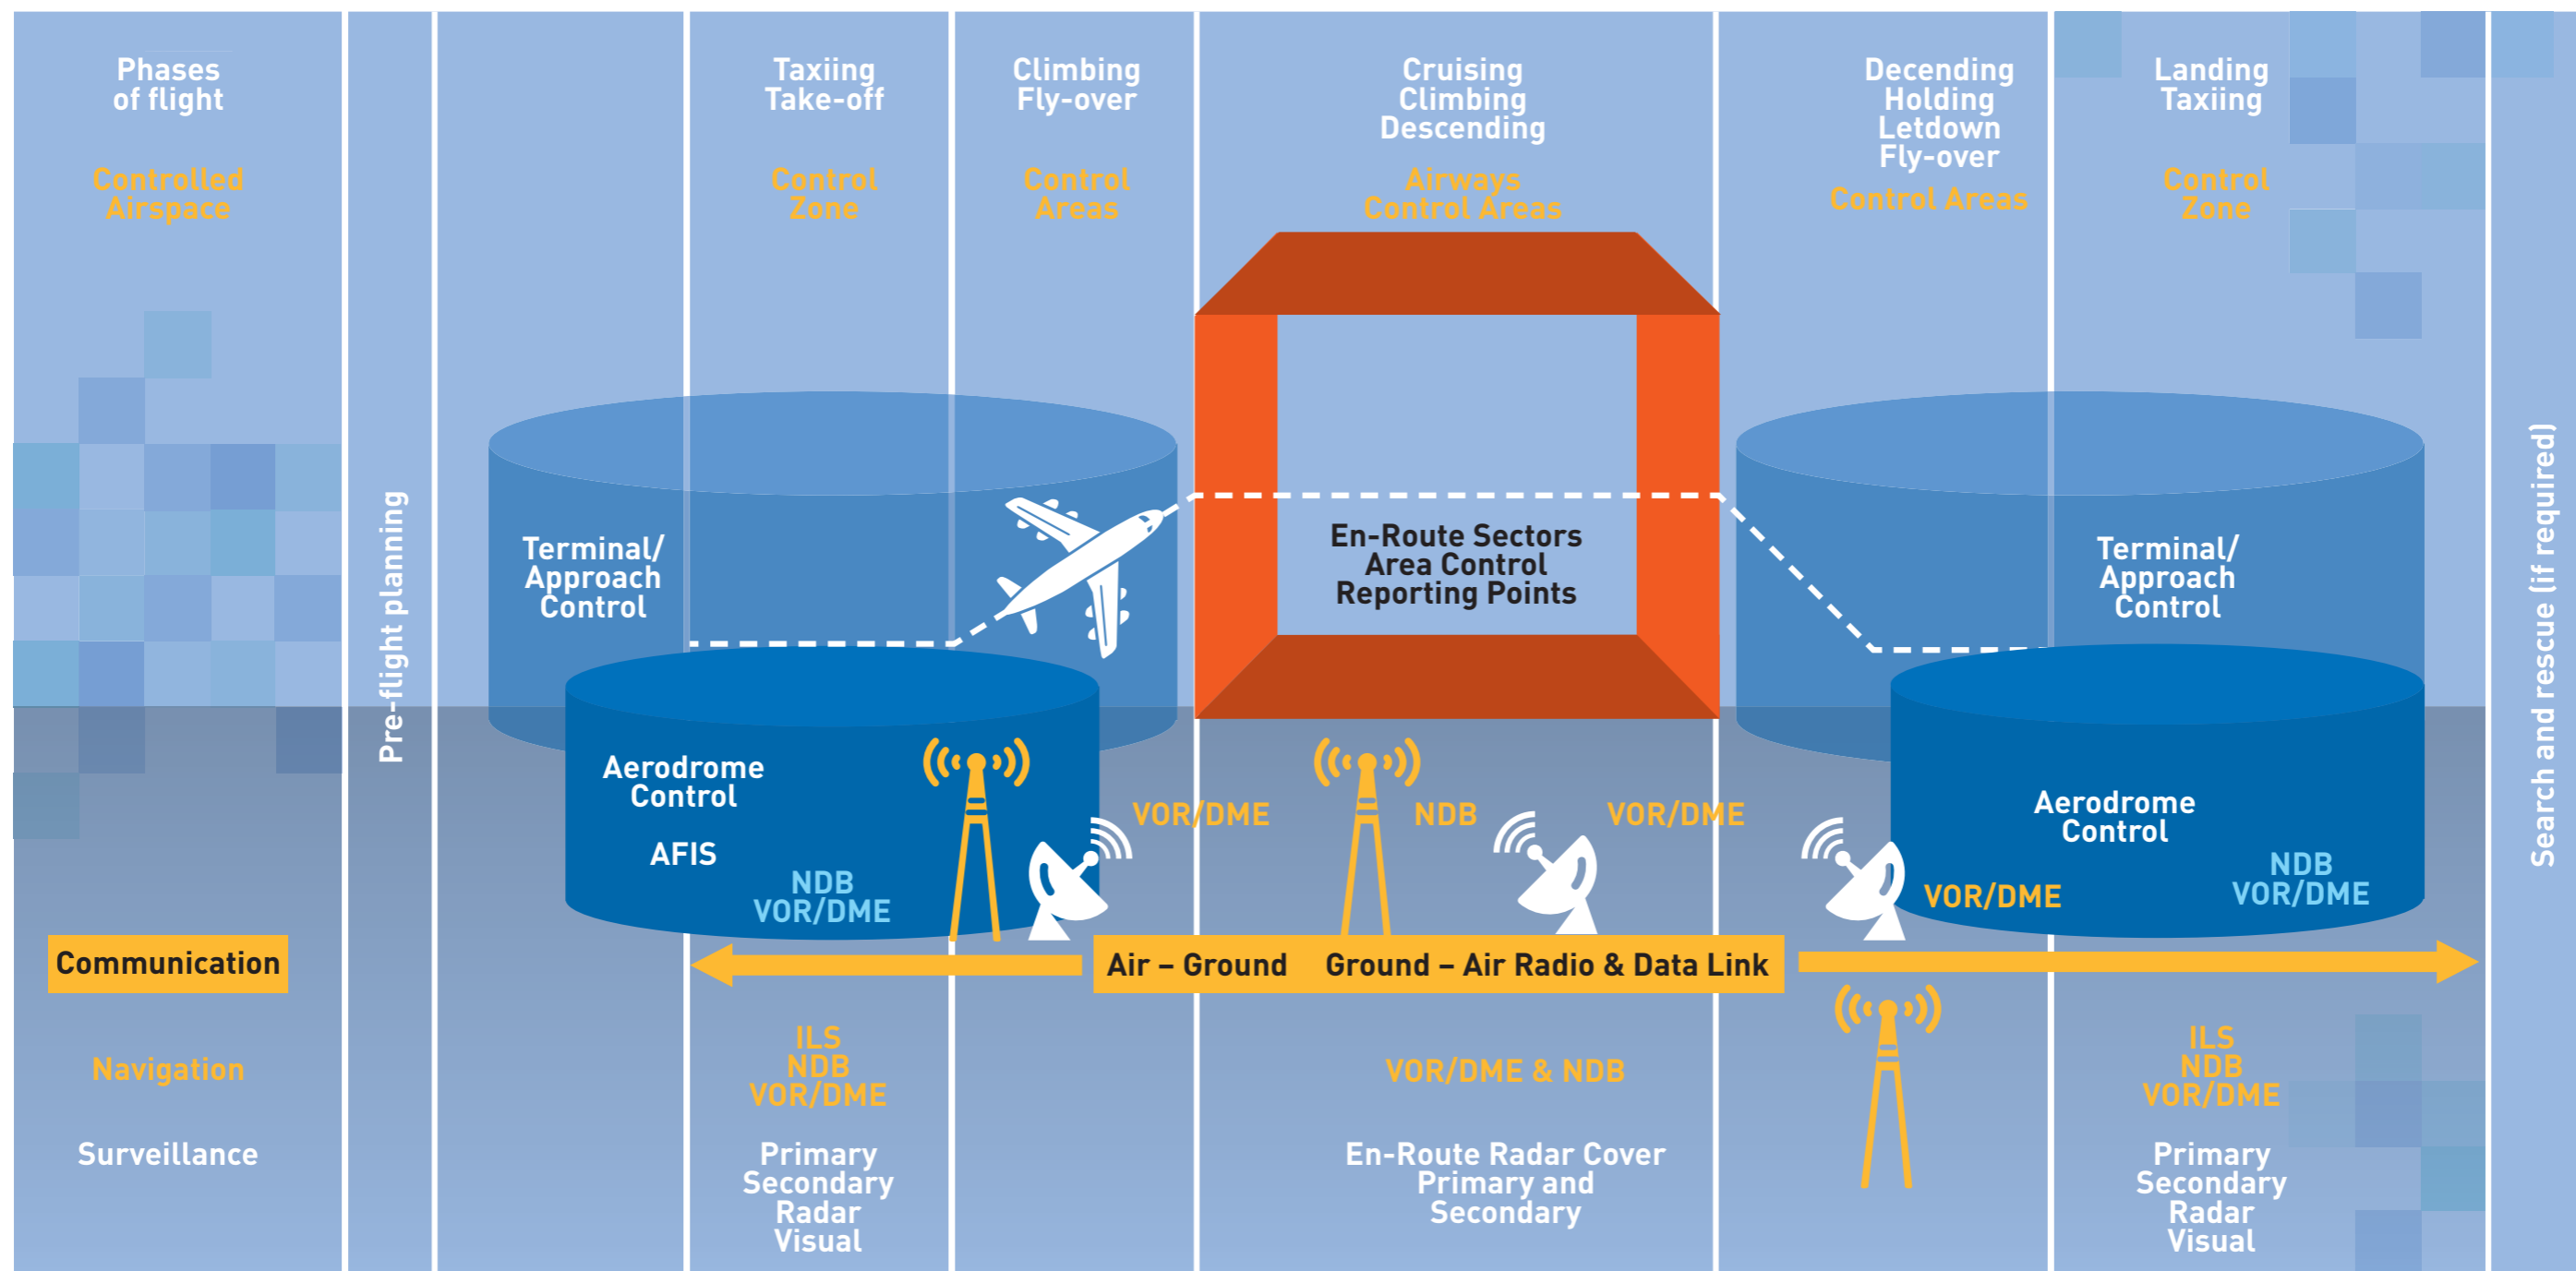 Phases
of flight
Controlled
Airspace
Pre-flight planning
Taxiing
Take-off
Control
Zone
Climbing
Fly-over
Control
Areas
Cruising
Climbing
Descending
Airways
Control Areas
Decending
Holding
Letdown
Fly-over
Control Areas
Landing
Taxiing
Control
Zone
Search and rescue (if required)
Terminal/
Approach
Control
En-Route Sectors
Area Control
Reporting Points
Terminal/
Approach
Control
Aerodrome
Control
AFIS
NDB
VOR/DME
VOR/DME
NDB
VOR/DME
VOR/DME
Aerodrome
Control
NDB
VOR/DME
Communication
Air – Ground
Ground – Air Radio & Data Link
Navigation
ILS
NDB
VOR/DME
VOR/DME & NDB
ILS
NDB
VOR/DME
Surveillance
Primary
Secondary
Radar
Visual
En-Route Radar Cover
Primary and
Secondary
Primary
Secondary
Radar
Visual